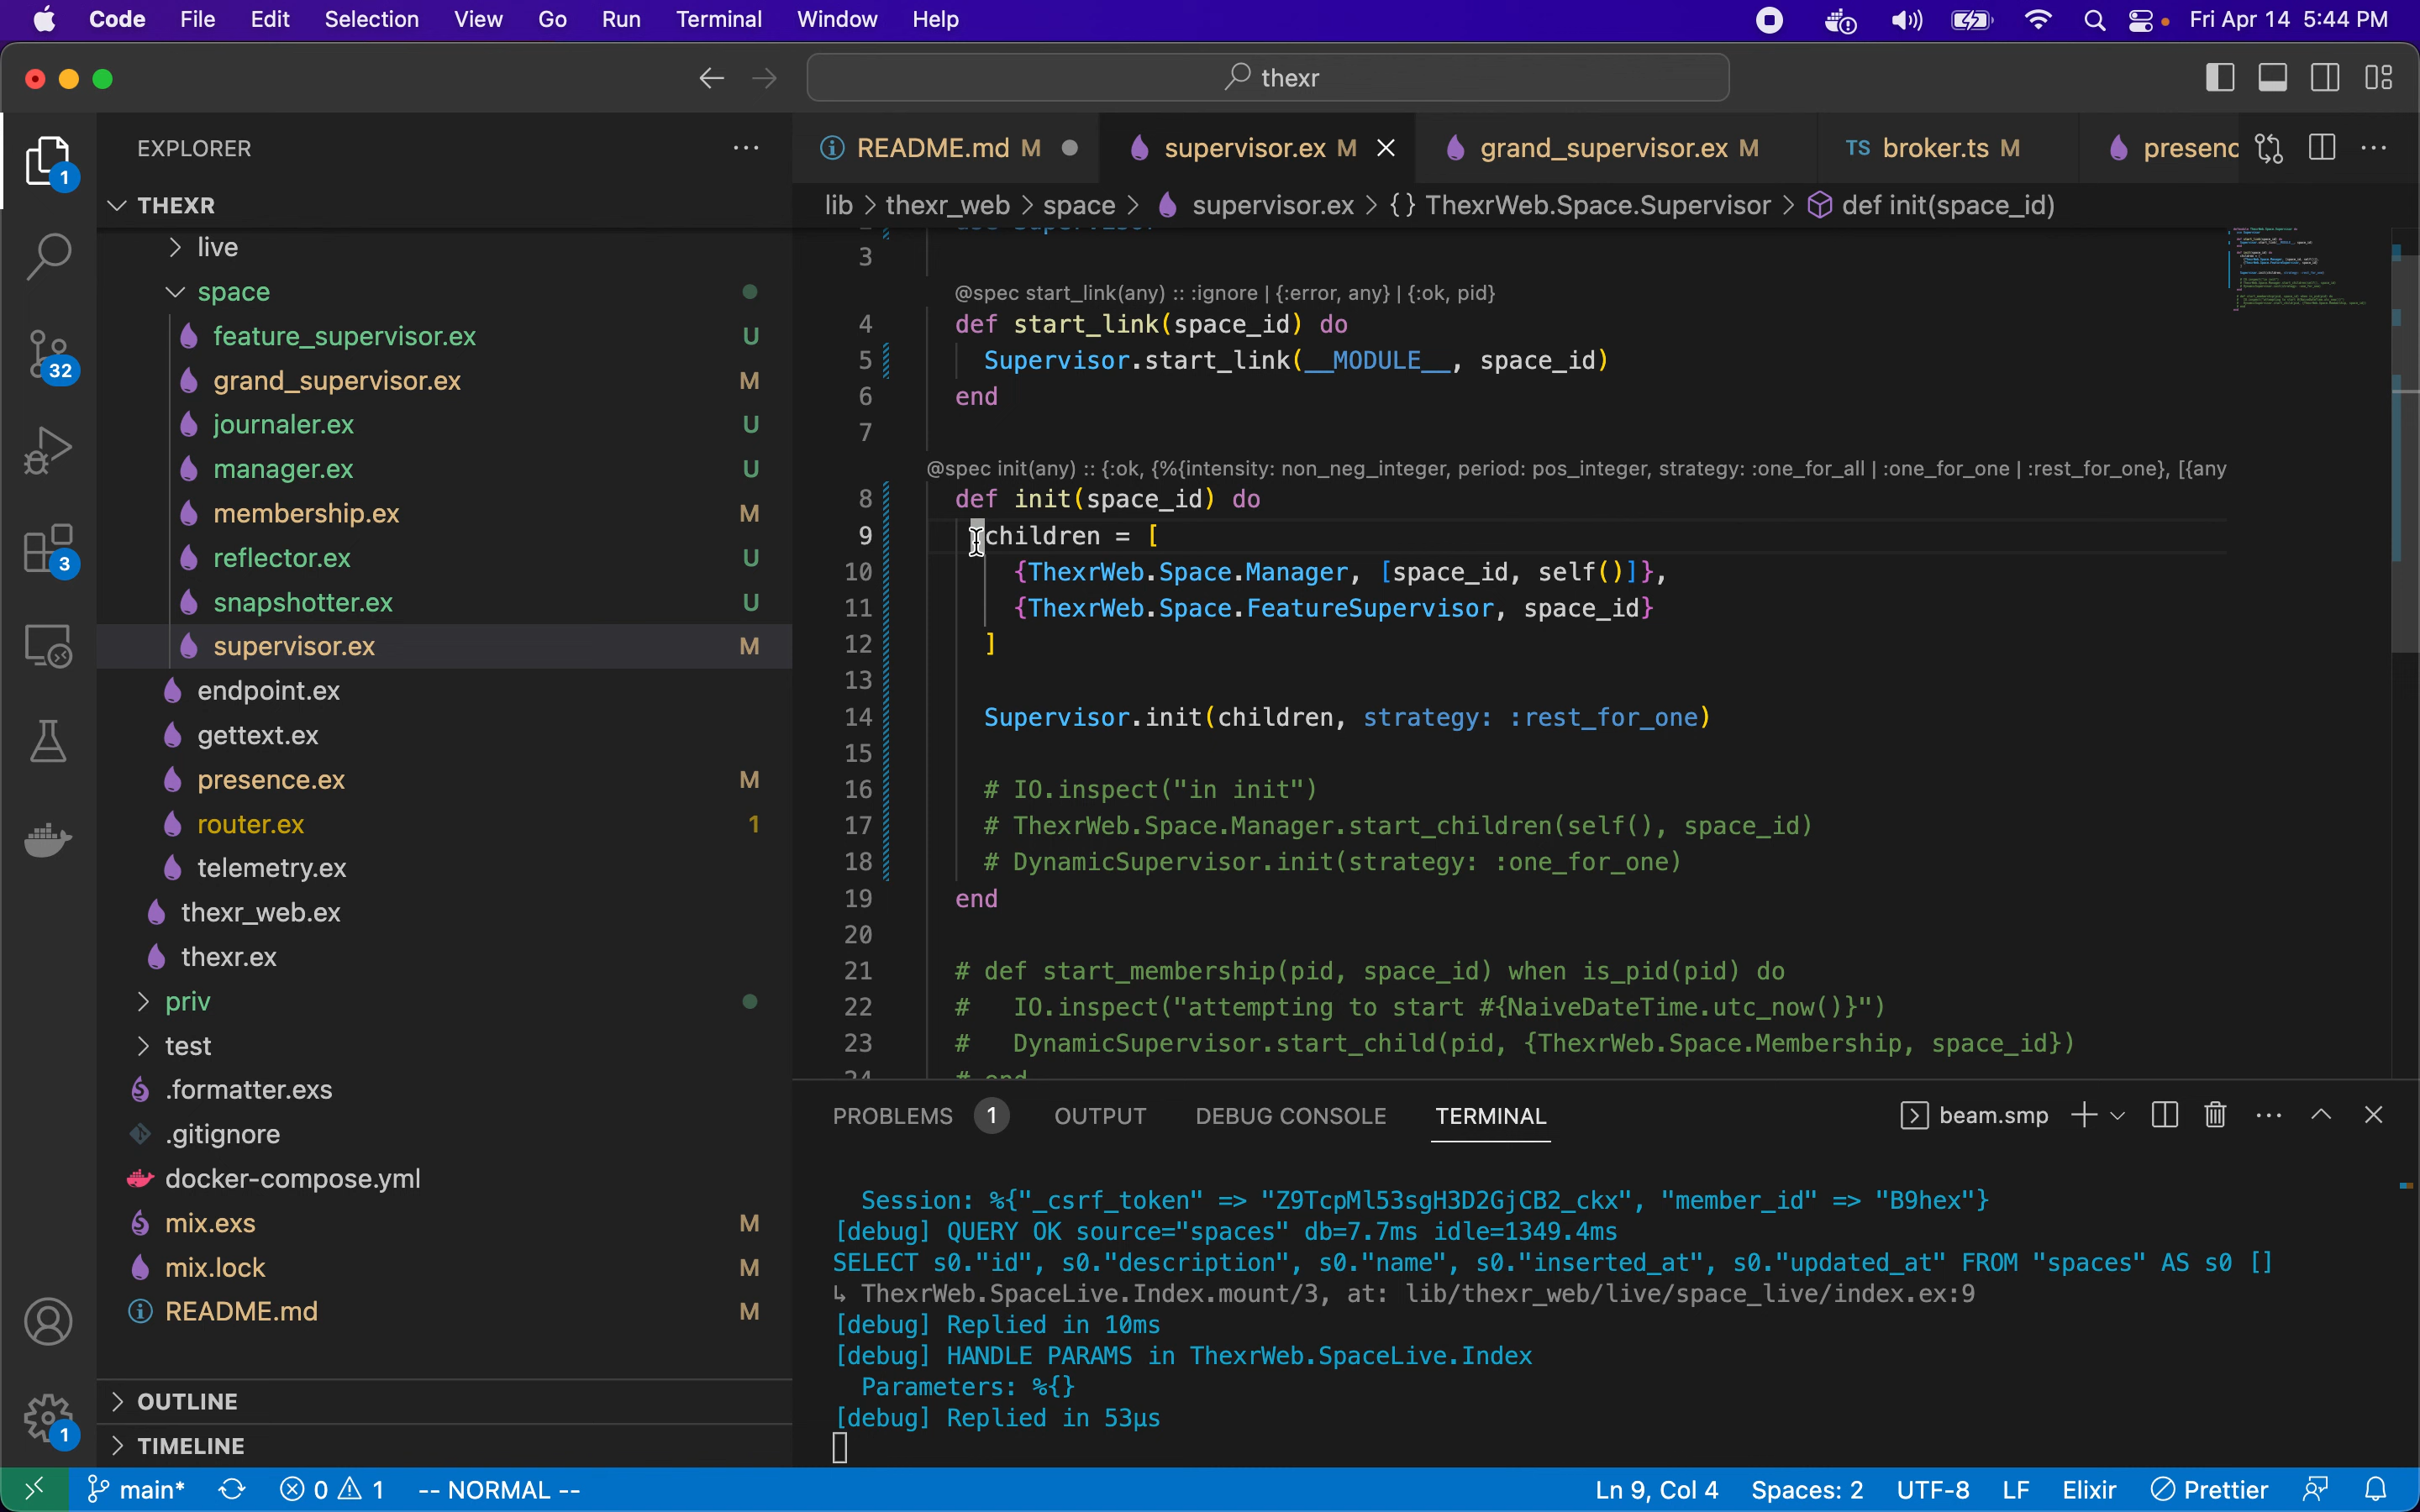 Code File Edit Selection View Go Run Terminal Window Help Fri Apr 14 5:44 PM
thexr
EXPLORER
README.md M
supervisor.ex M
grand_supervisor.ex M
TS broker.ts M
presenc
lib > thexr_web > space > supervisor.ex > {} ThexrWeb.Space.Supervisor > def init(space_id)
THEXR
live
space
feature_supervisor.ex U
grand_supervisor.ex M
journaler.ex U
manager.ex U
membership.ex M
reflector.ex U
snapshotter.ex U
supervisor.ex M
endpoint.ex
gettext.ex
presence.ex M
router.ex 1
telemetry.ex
thexr_web.ex
thexr.ex
priv
test
.formatter.exs
.gitignore
docker-compose.yml
mix.exs M
mix.lock M
README.md M
OUTLINE
TIMELINE
1
32
3
1
3
@spec start_link(any) :: :ignore | {:error, any} | {:ok, pid}
4 def start_link(space_id) do
5 Supervisor.start_link(__MODULE__, space_id)
6 end
7
@spec init(any) :: {:ok, {%{intensity: non_neg_integer, period: pos_integer, strategy: :one_for_all | :one_for_one | :rest_for_one}, [{any
8 def init(space_id) do
9 children = [
10 {ThexrWeb.Space.Manager, [space_id, self()]},
11 {ThexrWeb.Space.FeatureSupervisor, space_id}
12 ]
13
14 Supervisor.init(children, strategy: :rest_for_one)
15
16 # IO.inspect("in init")
17 # ThexrWeb.Space.Manager.start_children(self(), space_id)
18 # DynamicSupervisor.init(strategy: :one_for_one)
19 end
20
21 # def start_membership(pid, space_id) when is_pid(pid) do
22 # IO.inspect("attempting to start #{NaiveDateTime.utc_now()}")
23 # DynamicSupervisor.start_child(pid, {ThexrWeb.Space.Membership, space_id})
24 # end
PROBLEMS 1 OUTPUT DEBUG CONSOLE TERMINAL beam.smp
Session: %{"_csrf_token" => "Z9TcpMl53sgH3D2GjCB2_ckx", "member_id" => "B9hex"}
[debug] QUERY OK source="spaces" db=7.7ms idle=1349.4ms
SELECT s0."id", s0."description", s0."name", s0."inserted_at", s0."updated_at" FROM "spaces" AS s0 []
↳ ThexrWeb.SpaceLive.Index.mount/3, at: lib/thexr_web/live/space_live/index.ex:9
[debug] Replied in 10ms
[debug] HANDLE PARAMS in ThexrWeb.SpaceLive.Index
Parameters: %{}
[debug] Replied in 53µs
main* 0 1 -- NORMAL -- Ln 9, Col 4 Spaces: 2 UTF-8 LF Elixir Prettier